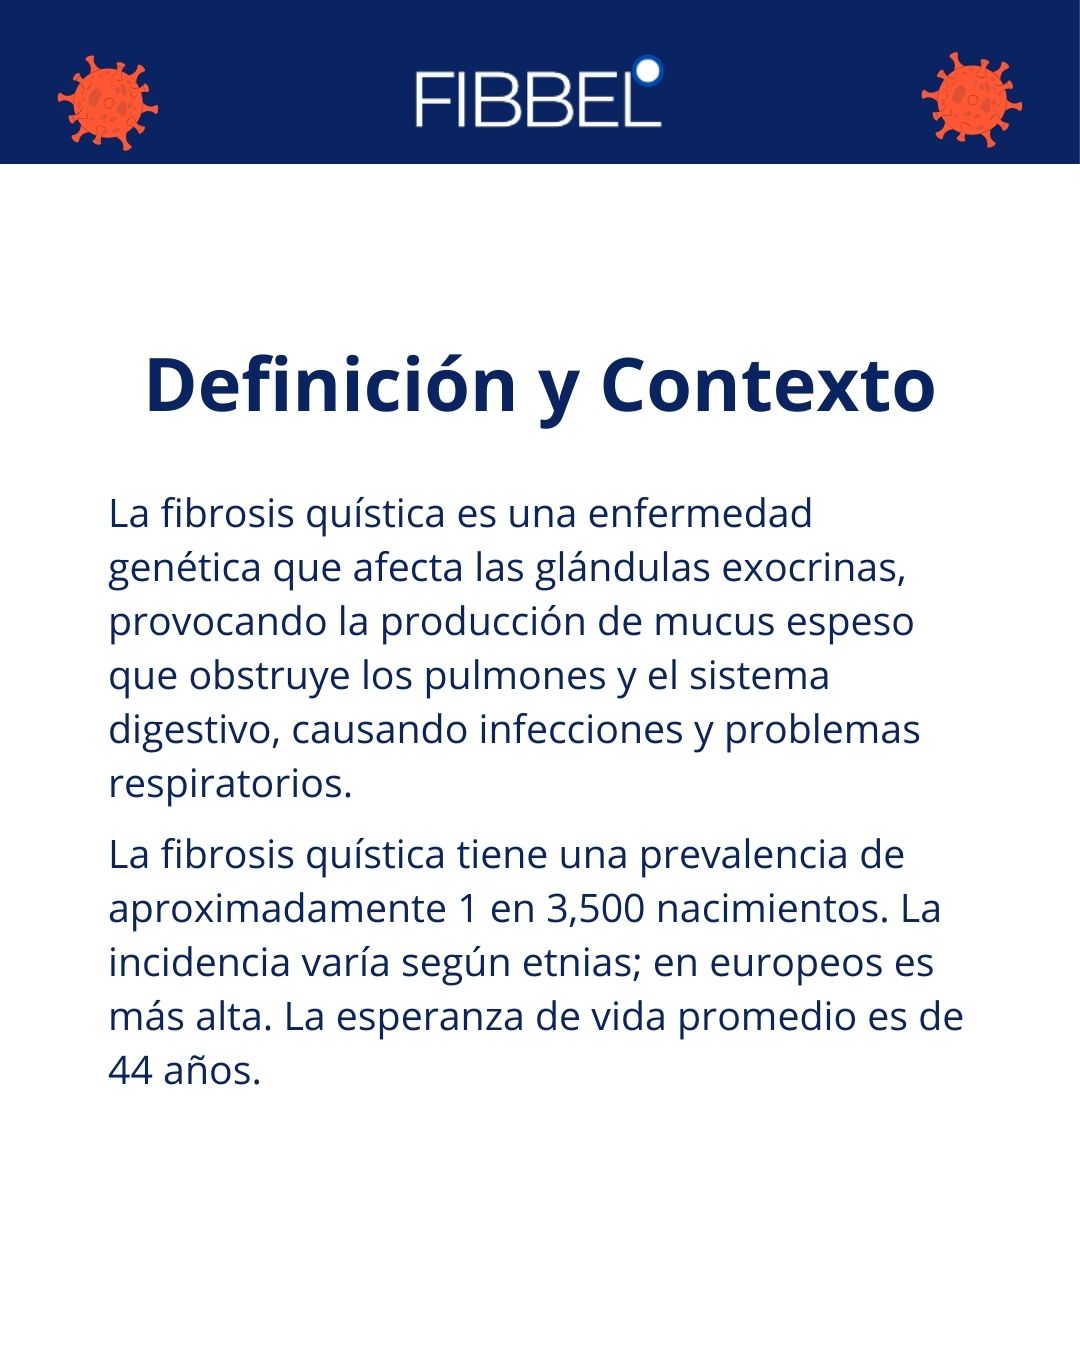 FIBBEL
Definición y Contexto
La fibrosis quística es una enfermedad
genética que afecta las glándulas exocrinas,
provocando la producción de mucus espeso
que obstruye los pulmones y el sistema
digestivo, causando infecciones y problemas
respiratorios.
La fibrosis quística tiene una prevalencia de
aproximadamente 1 en 3,500 nacimientos. La
incidencia varía según etnias; en europeos es
más alta. La esperanza de vida promedio es de
44 años.